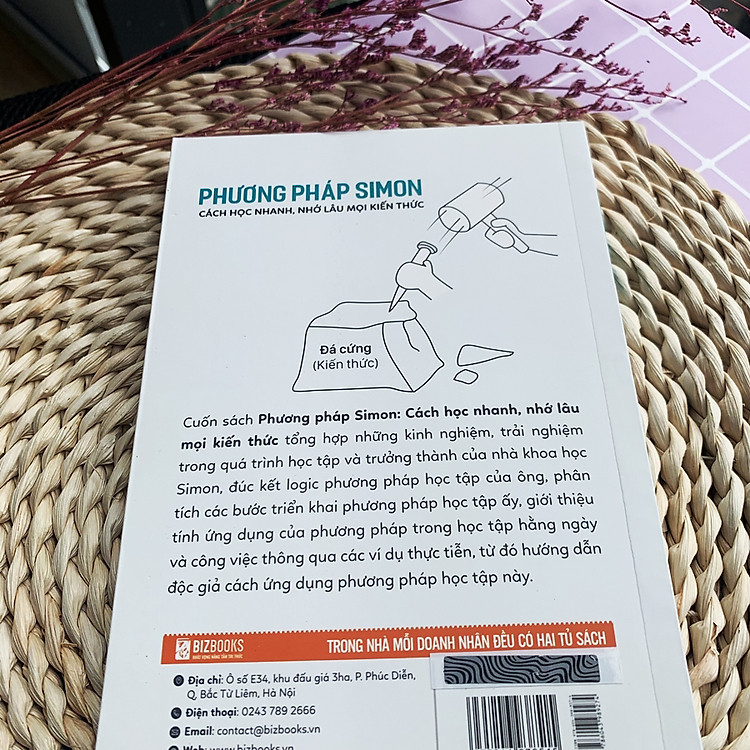 PHƯƠNG PHÁP SIMON
CÁCH HỌC NHANH, NHỚ LÂU MỌI KIẾN THỨC
Đá cứng
(Kiến thức)
Cuốn sách Phương pháp Simon: Cách học nhanh, nhớ lâu
mọi kiến thức tổng hợp những kinh nghiệm, trải nghiệm
trong quá trình học tập và trưởng thành của nhà khoa học
Simon, đúc kết logic phương pháp học tập của ông, phân
tích các bước triển khai phương pháp học tập ấy, giới thiệu
tính ứng dụng của phương pháp trong học tập hằng ngày
và công việc thông qua các ví dụ thực tiễn, từ đó hướng dẫn
độc giả cách ứng dụng phương pháp học tập này.
BIZBOOKS
TRONG NHÀ MỖI DOANH NHÂN ĐỀU CÓ HAI TỦ SÁCH
Địa chỉ: Ô số E34, khu đấu giá 3ha, P. Phúc Diễn,
Q. Bắc Từ Liêm, Hà Nội
Điện thoại: 0243 789 2666
Email: contact@bizbooks.vn
Web: www.bizbooks.vn